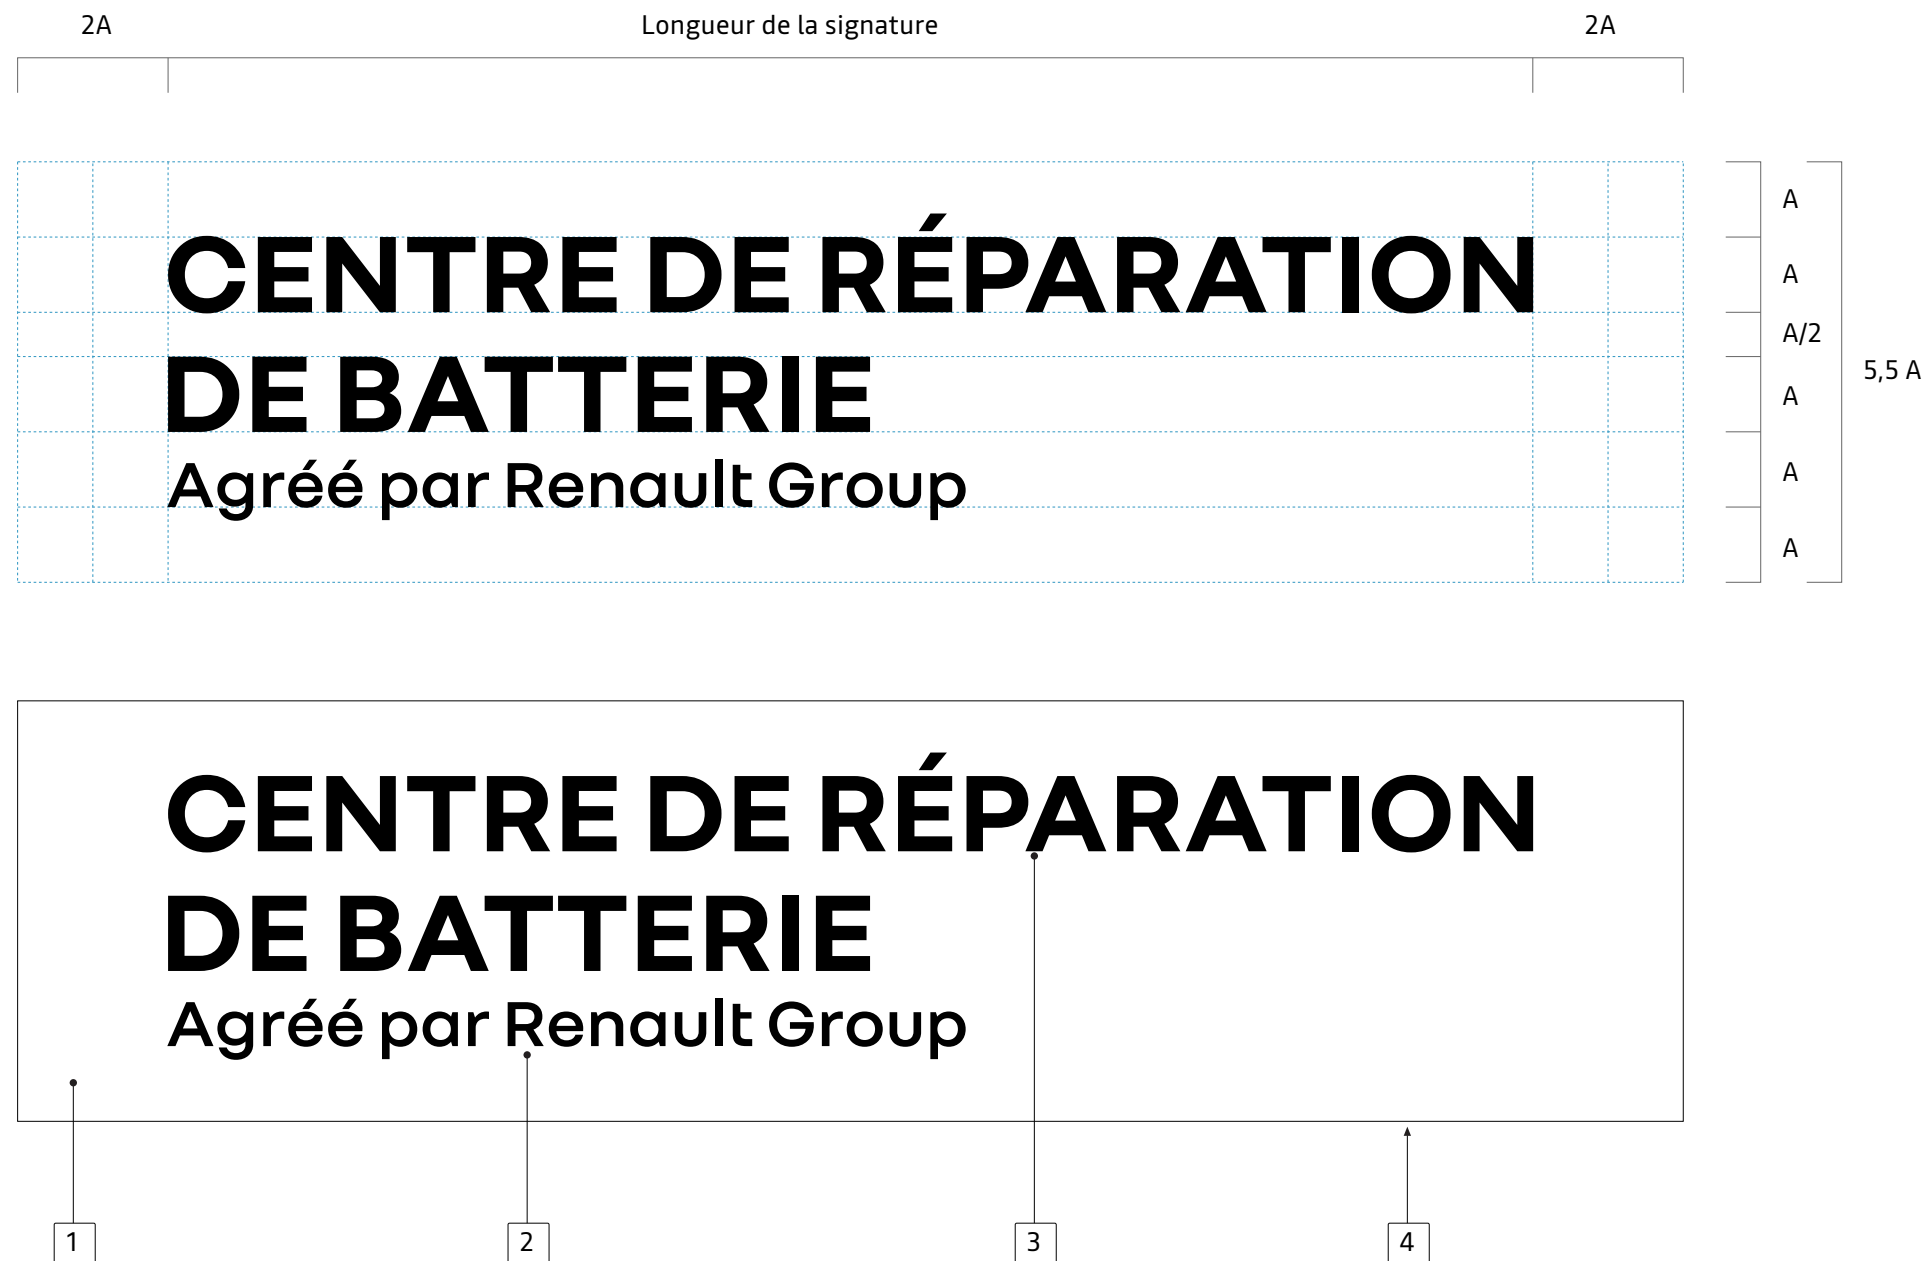 2A Longueur de la signature 2A
A
CENTRE DE RÉPARATION A
A/2
5,5 A
DE BATTERIE A
Agréé par Renault Group A
A
CENTRE DE RÉPARATION
DE BATTERIE
Agréé par Renault Group
1 2 3 4